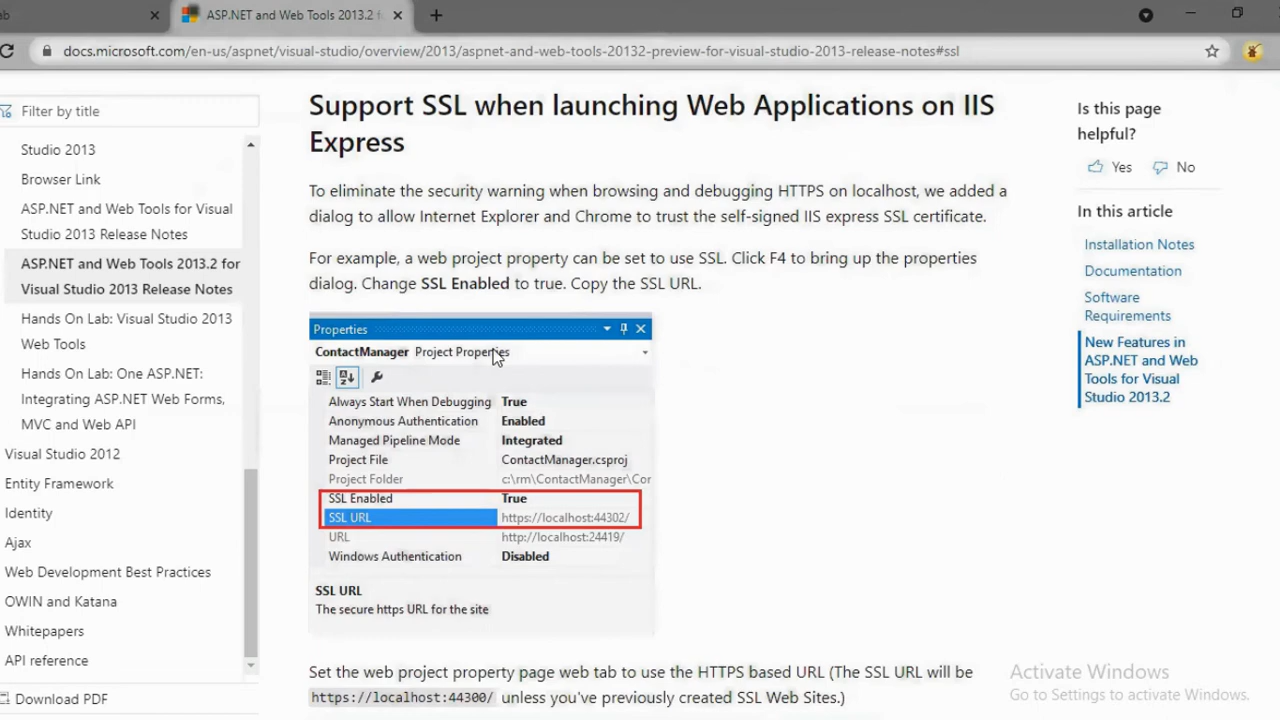 ab
ASP.NET and Web Tools 2013.2 f
docs.microsoft.com/en-us/aspnet/visual-studio/overview/2013/aspnet-and-web-tools-20132-preview-for-visual-studio-2013-release-notes#ssl
Filter by title
Studio 2013
Browser Link
ASP.NET and Web Tools for Visual
Studio 2013 Release Notes
ASP.NET and Web Tools 2013.2 for
Visual Studio 2013 Release Notes
Hands On Lab: Visual Studio 2013
Web Tools
Hands On Lab: One ASP.NET:
Integrating ASP.NET Web Forms,
MVC and Web API
Visual Studio 2012
Entity Framework
Identity
Ajax
Web Development Best Practices
OWIN and Katana
Whitepapers
API reference
Download PDF
Support SSL when launching Web Applications on IIS
Express
To eliminate the security warning when browsing and debugging HTTPS on localhost, we added a
dialog to allow Internet Explorer and Chrome to trust the self-signed IIS express SSL certificate.
For example, a web project property can be set to use SSL. Click F4 to bring up the properties
dialog. Change SSL Enabled to true. Copy the SSL URL.
Properties
ContactManager Project Properties
Always Start When Debugging True
Anonymous Authentication Enabled
Managed Pipeline Mode Integrated
Project File ContactManager.csproj
Project Folder c:\rm\ContactManager\Cor
SSL Enabled True
SSL URL https://localhost:44302/
URL http://localhost:24419/
Windows Authentication Disabled
SSL URL
The secure https URL for the site
Set the web project property page web tab to use the HTTPS based URL (The SSL URL will be
https://localhost:44300/ unless you've previously created SSL Web Sites.)
Is this page
helpful?
Yes No
In this article
Installation Notes
Documentation
Software
Requirements
New Features in
ASP.NET and Web
Tools for Visual
Studio 2013.2
Activate Windows
Go to Settings to activate Windows.